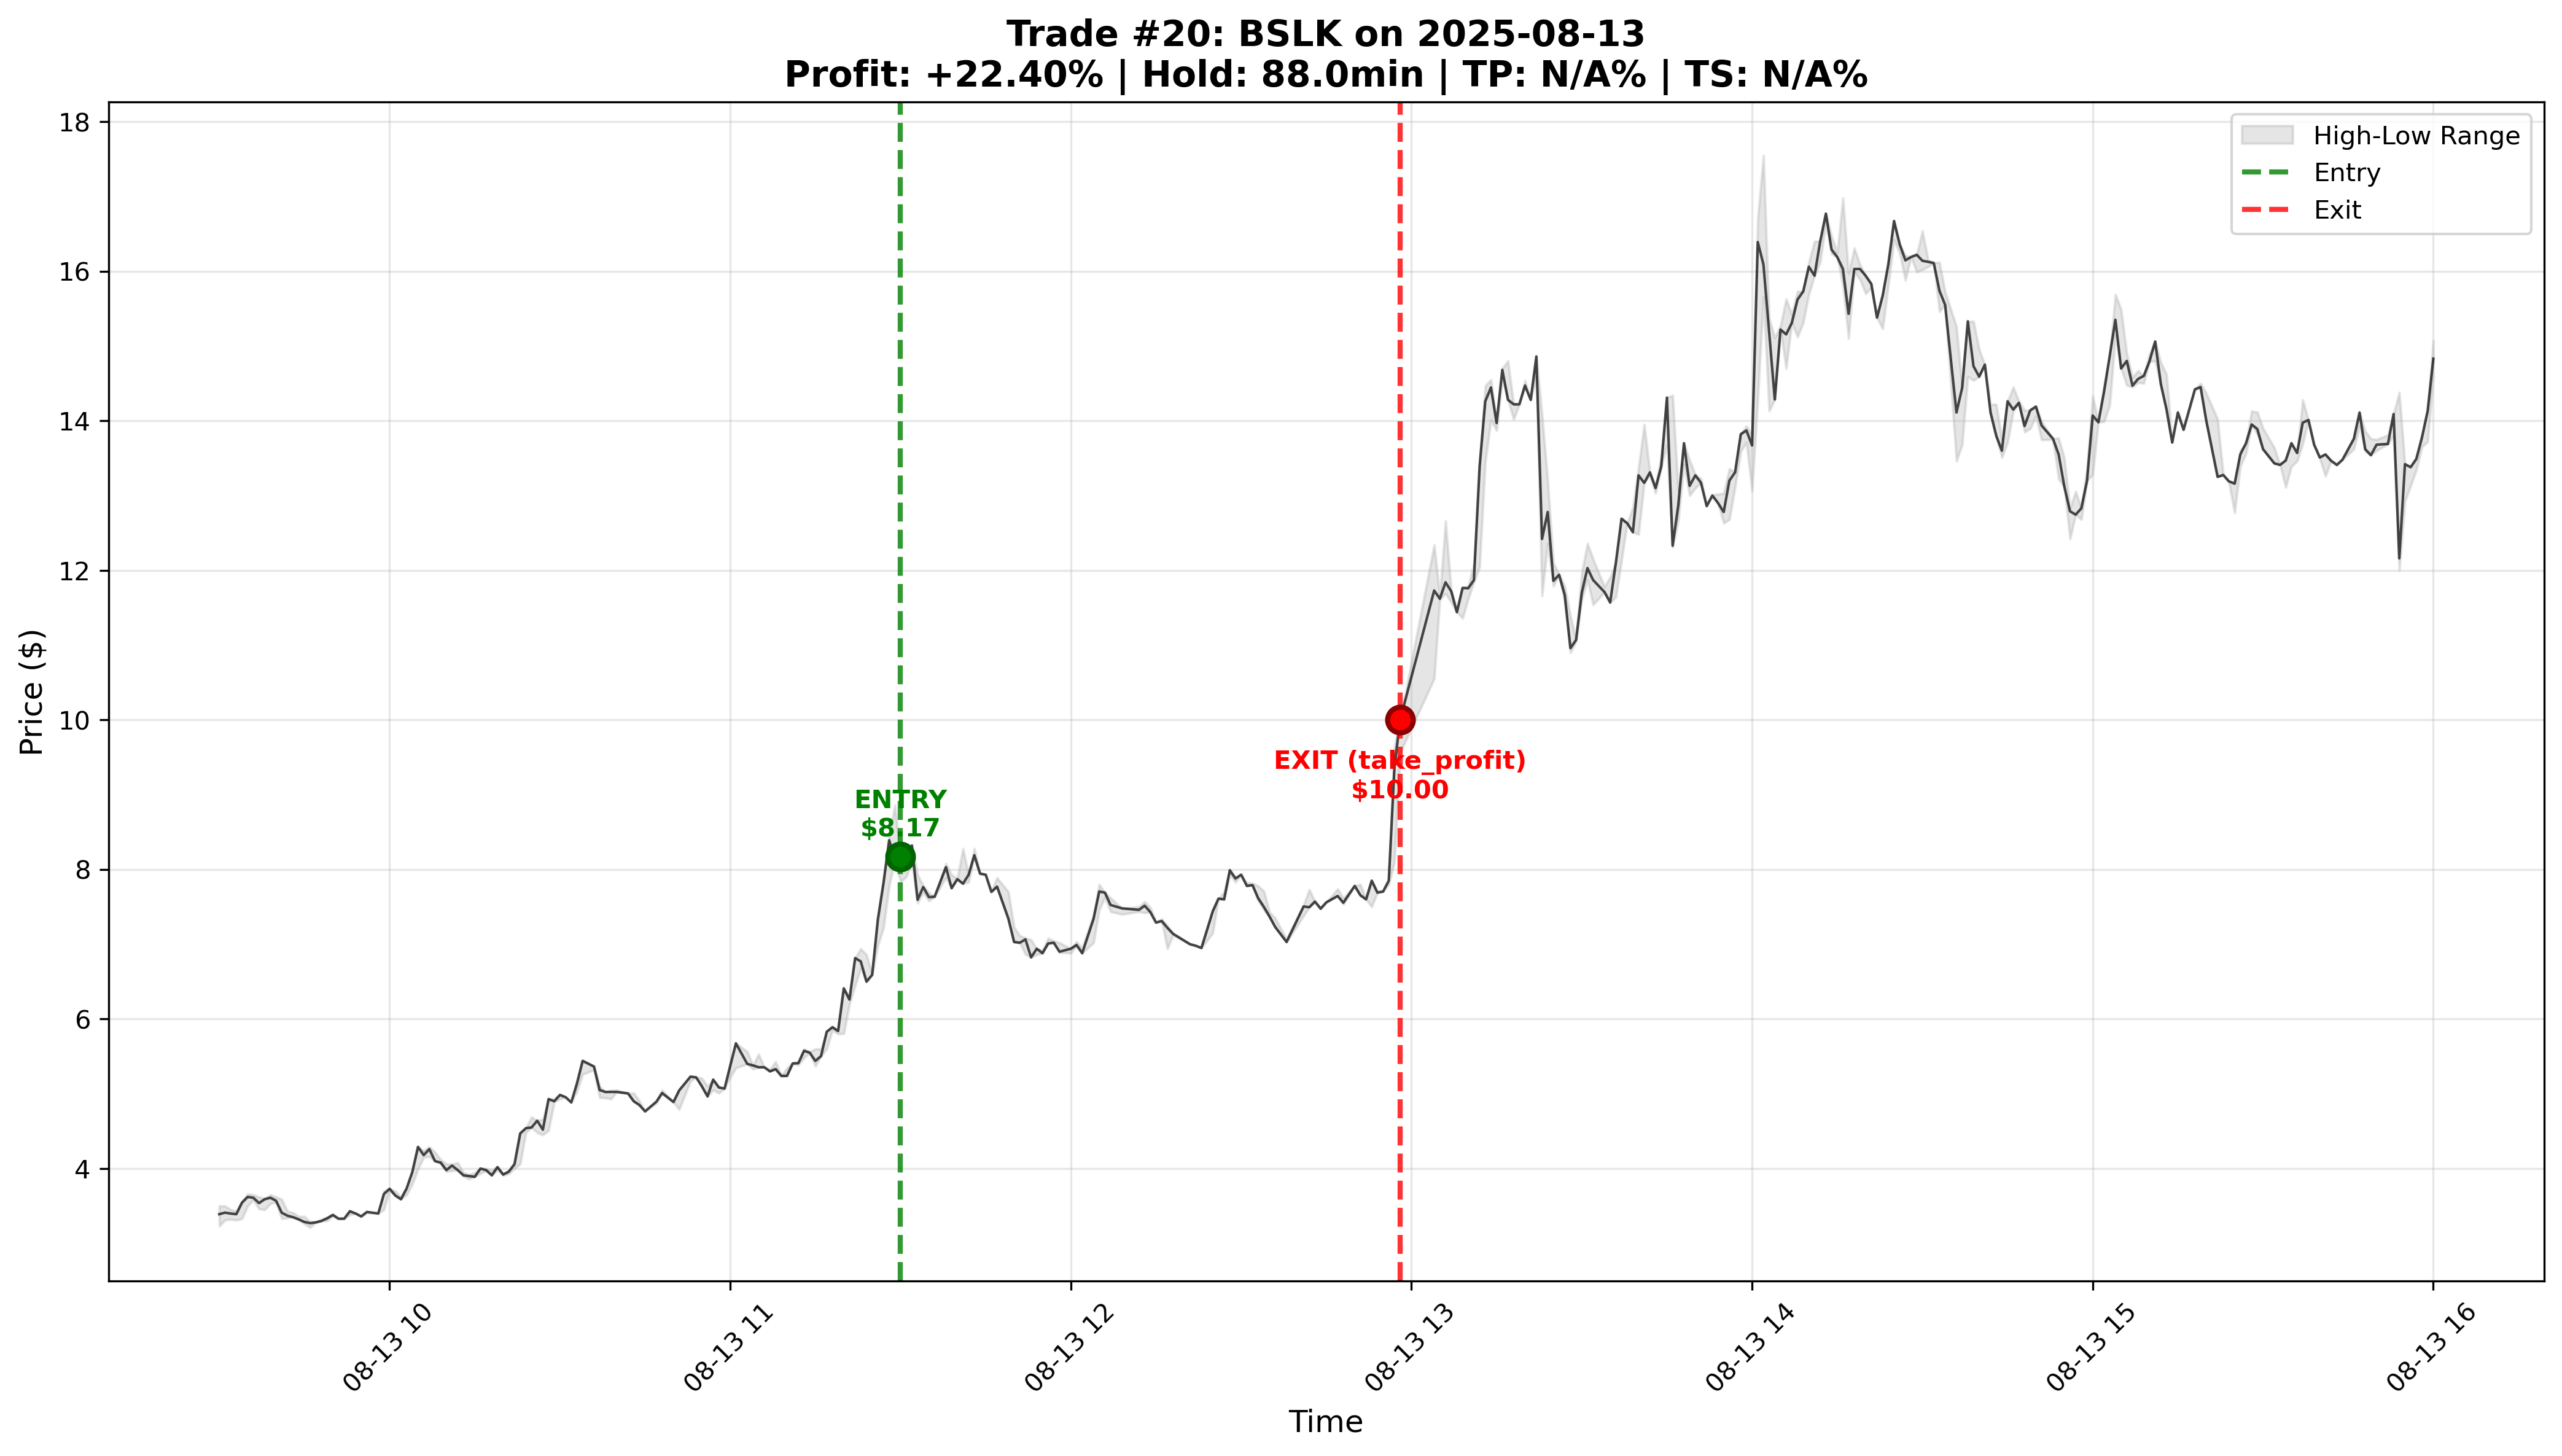 Trade #20: BSLK on 2025-08-13
Profit: +22.40% | Hold: 88.0min | TP: N/A% | TS: N/A%
High-Low Range
Entry
Exit
Price ($)
18
16
14
12
10
8
6
4
ENTRY
$8.17
EXIT (take_profit)
$10.00
08-13 10
08-13 11
08-13 12
08-13 13
08-13 14
08-13 15
08-13 16
Time